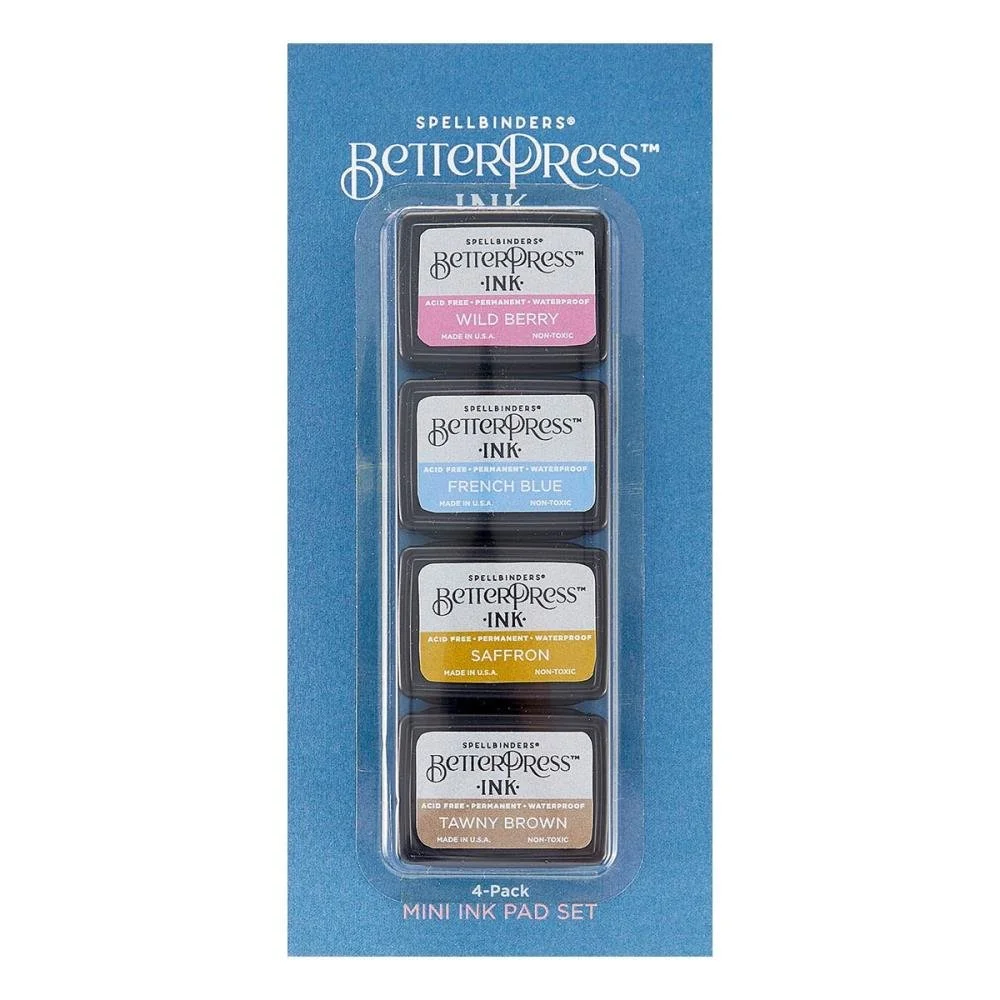 SPELLBINDERS®
BETTERPRESS™
INK
SPELLBINDERS®
BETTERPRESS™
·INK·
ACID FREE • PERMANENT • WATERPROOF
WILD BERRY
MADE IN U.S.A. NON-TOXIC
SPELLBINDERS®
BETTERPRESS™
·INK·
ACID FREE • PERMANENT • WATERPROOF
FRENCH BLUE
MADE IN U.S.A. NON-TOXIC
SPELLBINDERS®
BETTERPRESS™
·INK·
ACID FREE • PERMANENT • WATERPROOF
SAFFRON
MADE IN U.S.A. NON-TOXIC
SPELLBINDERS®
BETTERPRESS™
·INK·
ACID FREE • PERMANENT • WATERPROOF
TAWNY BROWN
MADE IN U.S.A. NON-TOXIC
4-Pack
MINI INK PAD SET